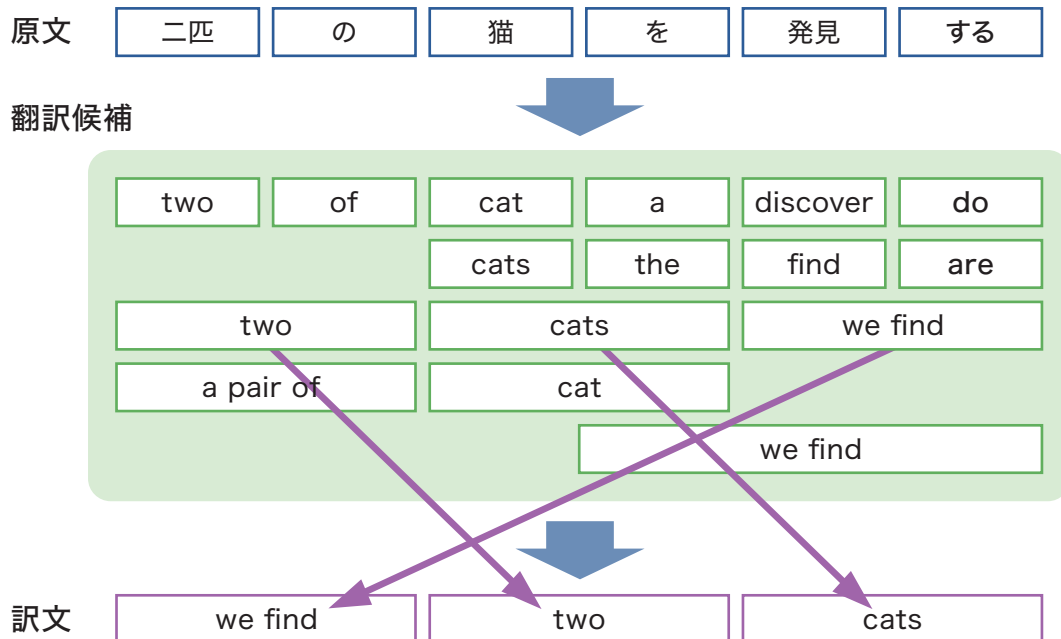 原文 二匹 の 猫 を 発見 する
翻訳候補
two of cat a discover do
cats the find are
two cats we find
a pair of cat
we find
訳文 we find two cats